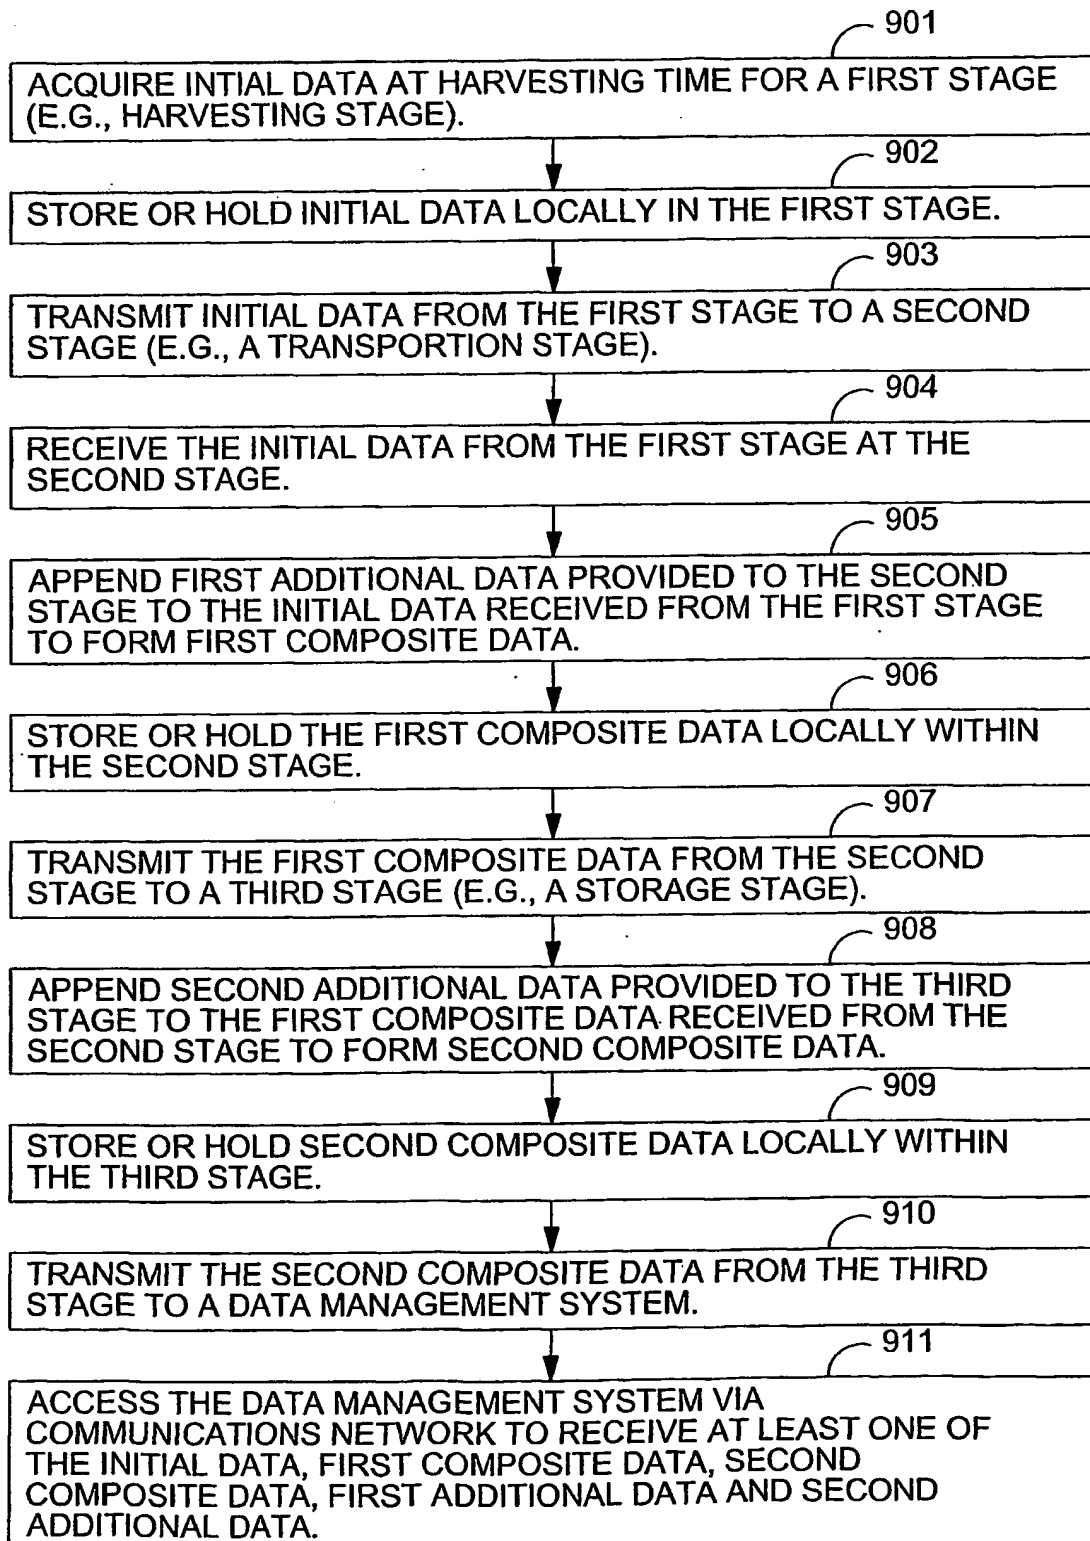 901
ACQUIRE INTIAL DATA AT HARVESTING TIME FOR A FIRST STAGE
(E.G., HARVESTING STAGE).
902
STORE OR HOLD INITIAL DATA LOCALLY IN THE FIRST STAGE.
903
TRANSMIT INITIAL DATA FROM THE FIRST STAGE TO A SECOND
STAGE (E.G., A TRANSPORTION STAGE).
904
RECEIVE THE INITIAL DATA FROM THE FIRST STAGE AT THE
SECOND STAGE.
905
APPEND FIRST ADDITIONAL DATA PROVIDED TO THE SECOND
STAGE TO THE INITIAL DATA RECEIVED FROM THE FIRST STAGE
TO FORM FIRST COMPOSITE DATA.
906
STORE OR HOLD THE FIRST COMPOSITE DATA LOCALLY WITHIN
THE SECOND STAGE.
907
TRANSMIT THE FIRST COMPOSITE DATA FROM THE SECOND
STAGE TO A THIRD STAGE (E.G., A STORAGE STAGE).
908
APPEND SECOND ADDITIONAL DATA PROVIDED TO THE THIRD
STAGE TO THE FIRST COMPOSITE DATA RECEIVED FROM THE
SECOND STAGE TO FORM SECOND COMPOSITE DATA.
909
STORE OR HOLD SECOND COMPOSITE DATA LOCALLY WITHIN
THE THIRD STAGE.
910
TRANSMIT THE SECOND COMPOSITE DATA FROM THE THIRD
STAGE TO A DATA MANAGEMENT SYSTEM.
911
ACCESS THE DATA MANAGEMENT SYSTEM VIA
COMMUNICATIONS NETWORK TO RECEIVE AT LEAST ONE OF
THE INITIAL DATA, FIRST COMPOSITE DATA, SECOND
COMPOSITE DATA, FIRST ADDITIONAL DATA AND SECOND
ADDITIONAL DATA.